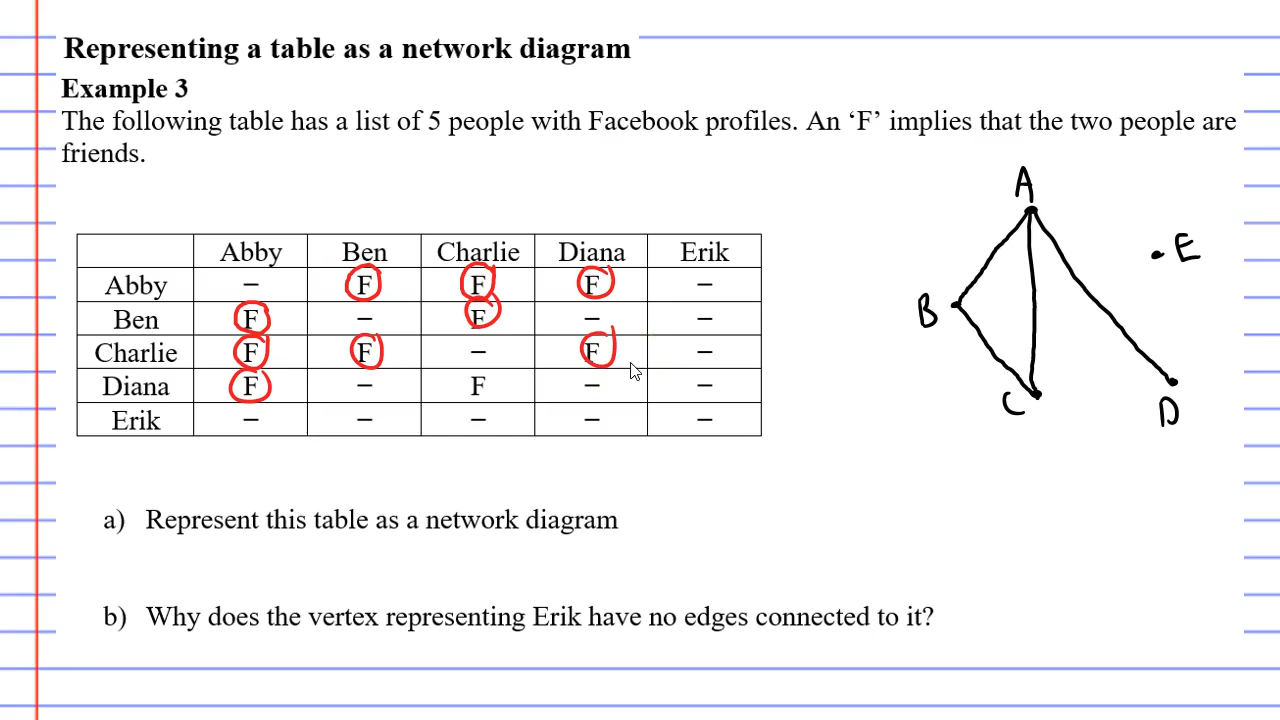 Representing a table as a network diagram
Example 3
The following table has a list of 5 people with Facebook profiles. An ‘F’ implies that the two people are
friends.
Abby Ben Charlie Diana Erik
Abby – F F F –
Ben F – F – –
Charlie F F – F –
Diana F – F – –
Erik – – – – –
A
E
B
C
D
a) Represent this table as a network diagram
b) Why does the vertex representing Erik have no edges connected to it?